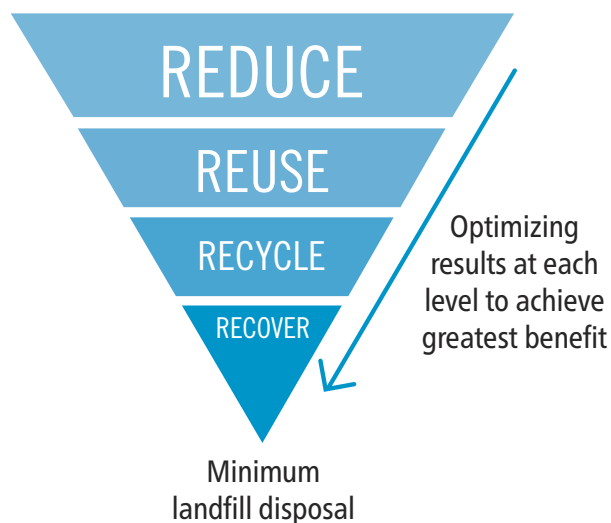 REDUCE
REUSE
RECYCLE
RECOVER
Optimizing
results at each
level to achieve
greatest benefit
Minimum
landfill disposal